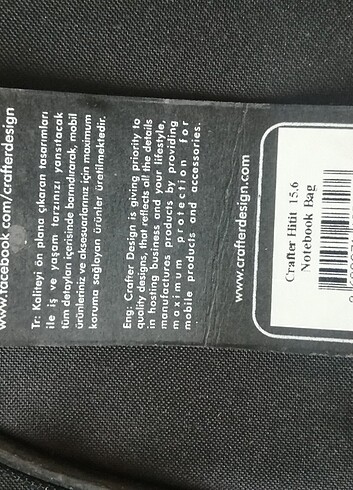 www.facebook.com/crafterdesign
Tr: Kaliteyi ön plana çıkaran tasarımları
ile iş ve yaşam tarzınızı yansıtacak
tüm detayları içerisinde barındırarak, mobil
ürünleriniz ve aksesuarlarınız için maximum
koruma sağlayan ürünler üretilmektedir.
Eng: Crafter Design is giving priority to
quality designs, that reflects all the details
in hosting business and your lifestyle,
manufactures products by providing
maximum protection for
mobile products and accessories.
www.crafterdesign.com
Crafter Hitit 15.6
Notebook Bag